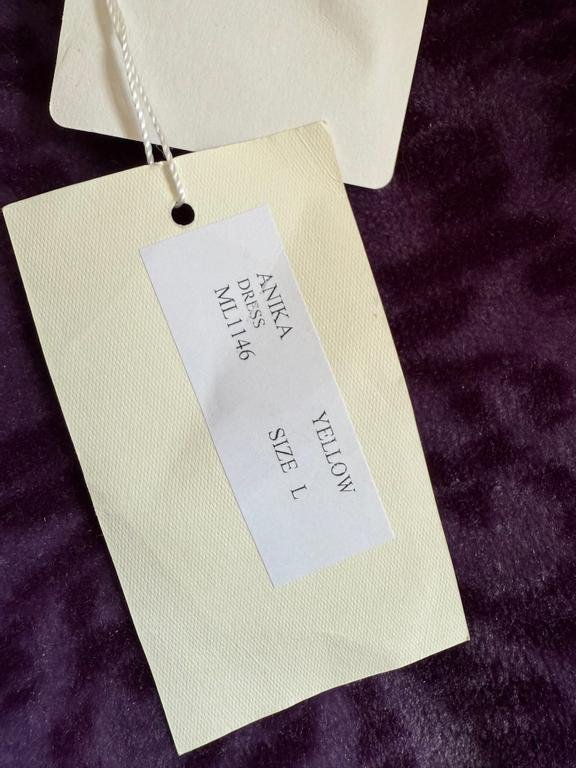 ANIKA
DRESS
ML1146
YELLOW
SIZE L